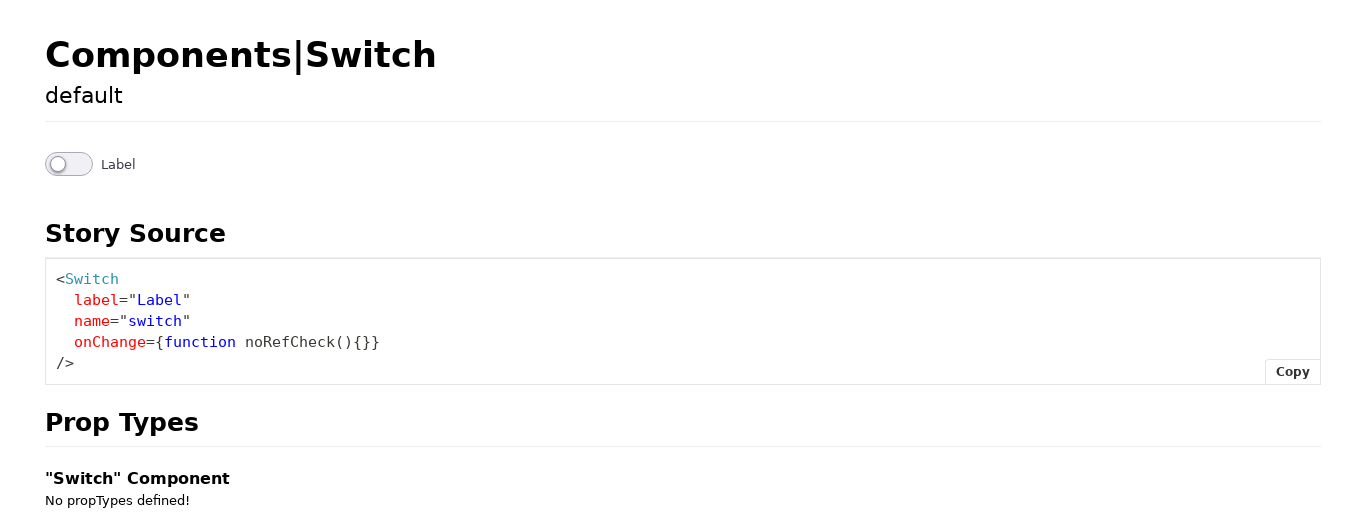 Components|Switch
default
Label
Story Source
<Switch
  label="Label"
  name="switch"
  onChange={function noRefCheck(){}}
/>
Copy
Prop Types
"Switch" Component
No propTypes defined!